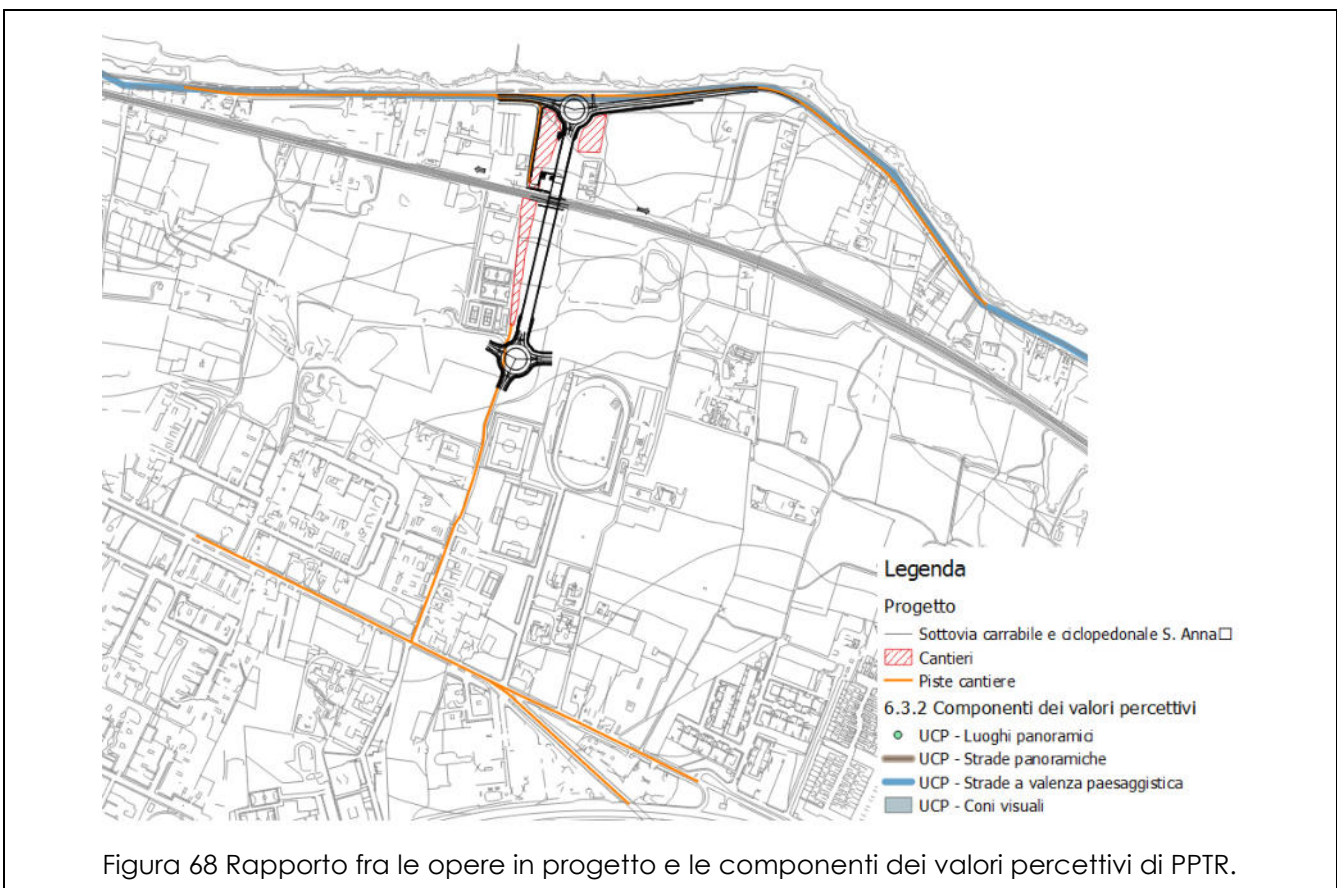 Legenda
Progetto
Sottovia carrabile e ciclopedonale S. Anna□
Cantieri
Piste cantiere
6.3.2 Componenti dei valori percettivi
UCP - Luoghi panoramici
UCP - Strade panoramiche
UCP - Strade a valenza paesaggistica
UCP - Coni visuali
Figura 68 Rapporto fra le opere in progetto e le componenti dei valori percettivi di PPTR.